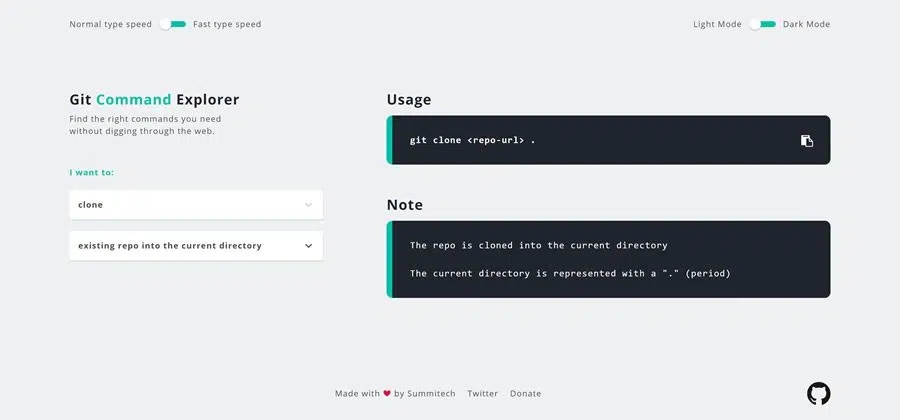 Normal type speed Fast type speed
Light Mode Dark Mode
Git Command Explorer
Find the right commands you need
without digging through the web.
I want to:
clone
existing repo into the current directory
Usage
git clone <repo-url> .
Note
The repo is cloned into the current directory
The current directory is represented with a "." (period)
Made with ❤ by Summitech Twitter Donate